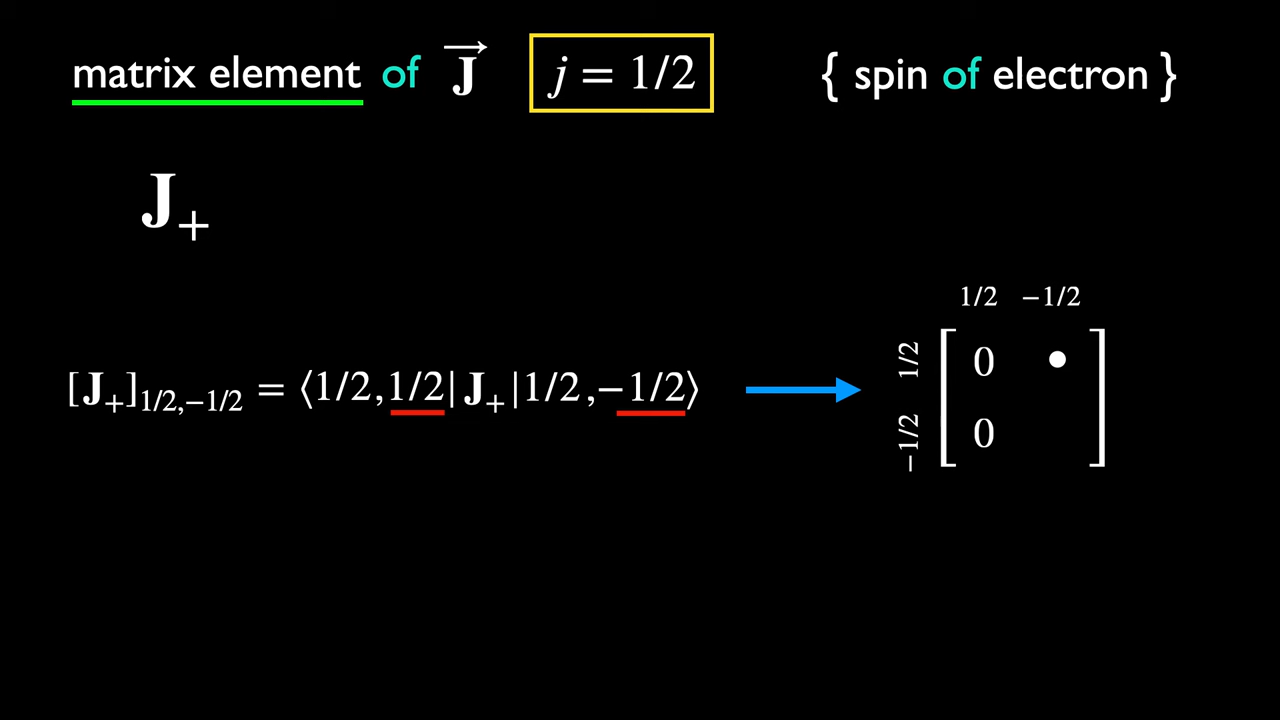 matrix element of J⃗ j = 1/2 { spin of electron }
J₊
1/2 −1/2
[J₊]₁/₂,₋₁/₂ = ⟨1/2,1/2|J₊|1/2,−1/2⟩
1/2 0 •
−1/2 0